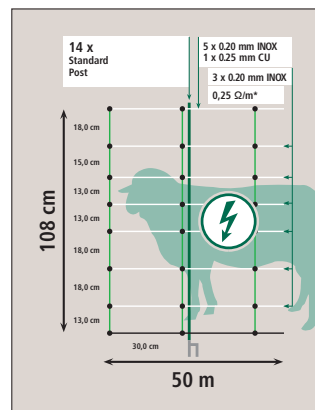 14 x
Standard
Post
5 x 0.20 mm INOX
1 x 0.25 mm CU
3 x 0.20 mm INOX
0,25 Ω/m*
108 cm
18,0 cm
15,0 cm
13,0 cm
13,0 cm
18,0 cm
18,0 cm
13,0 cm
30,0 cm
50 m